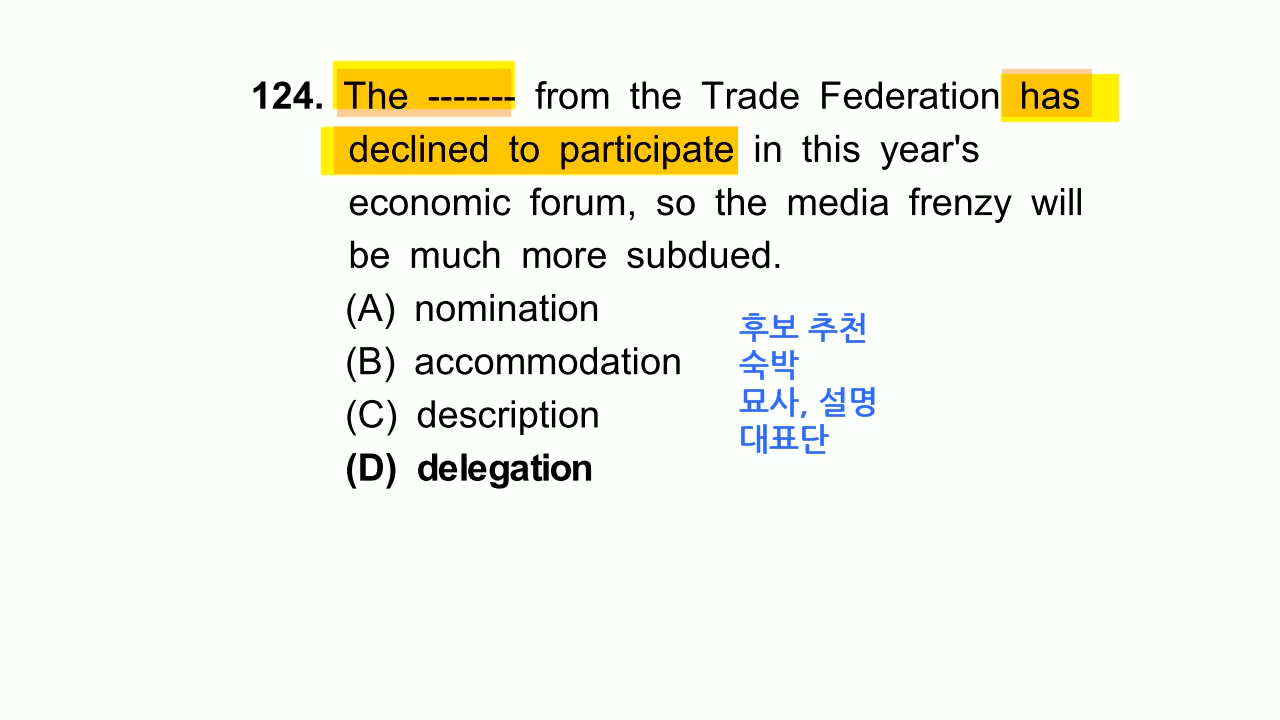 124. The ------- from the Trade Federation has
declined to participate in this year's
economic forum, so the media frenzy will
be much more subdued.
(A) nomination
(B) accommodation
(C) description
(D) delegation
후보 추천
숙박
묘사, 설명
대표단